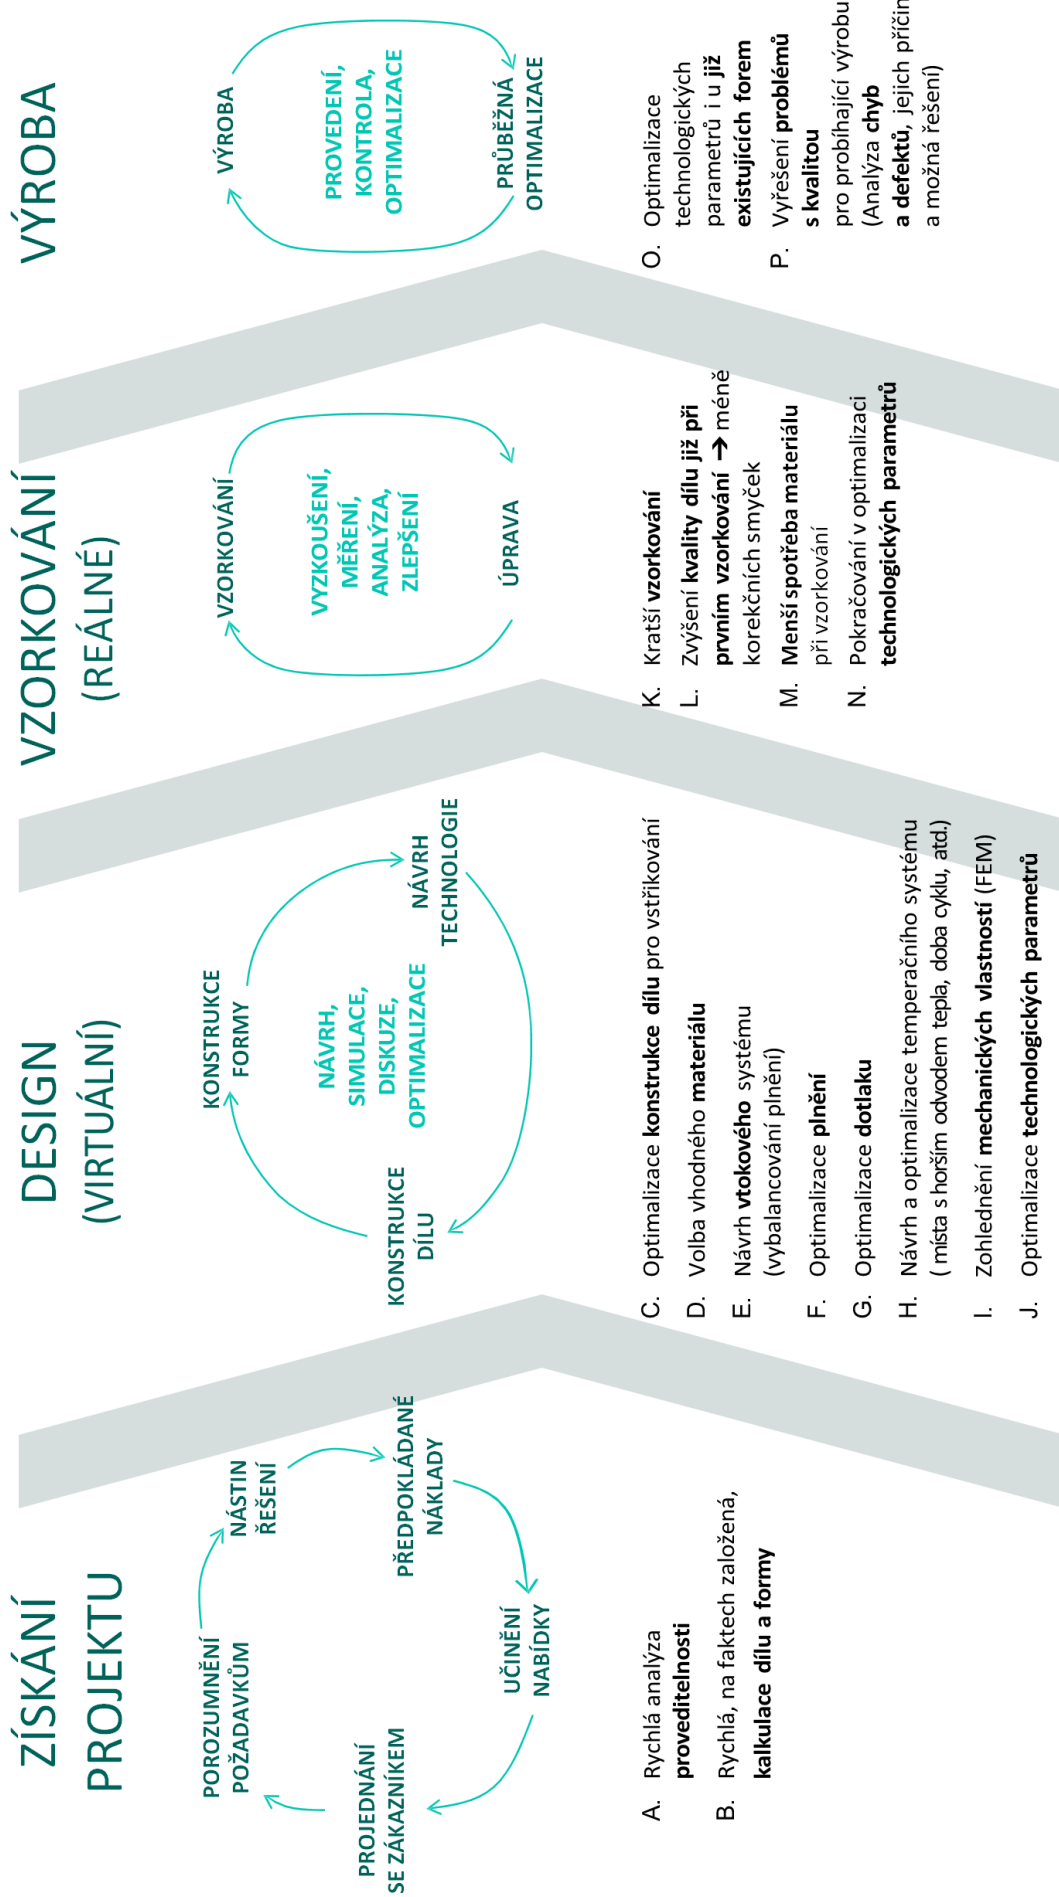 ZÍSKÁNÍ
PROJEKTU
POROZUMNĚNÍ
POŽADAVKŮM
NÁSTIN
ŘEŠENÍ
PŘEDPOKLÁDANÉ
NÁKLADY
UČINĚNÍ
NABÍDKY
PROJEDNÁNÍ
SE ZÁKAZNÍKEM
A. Rychlá analýza
proveditelnosti
B. Rychlá, na faktech založená,
kalkulace dílu a formy
DESIGN
(VIRTUÁLNÍ)
KONSTRUKCE
FORMY
NÁVRH
TECHNOLOGIE
KONSTRUKCE
DÍLU
NÁVRH,
SIMULACE,
DISKUZE,
OPTIMALIZACE
C. Optimalizace konstrukce dílu pro vstřikování
D. Volba vhodného materiálu
E. Návrh vtokového systému
(vybalancování plnění)
F. Optimalizace plnění
G. Optimalizace dotlaku
H. Návrh a optimalizace temperačního systému
( místa s horším odvodem tepla, doba cyklu, atd.)
I. Zohlednění mechanických vlastností (FEM)
J. Optimalizace technologických parametrů
VZORKOVÁNÍ
(REÁLNÉ)
VZORKOVÁNÍ
VYZKOUŠENÍ,
MĚŘENÍ,
ANALÝZA,
ZLEPŠENÍ
ÚPRAVA
K. Kratší vzorkování
L. Zvýšení kvality dílu již při
prvním vzorkování ➔ méně
korekčních smyček
M. Menší spotřeba materiálu
při vzorkování
N. Pokračování v optimalizaci
technologických parametrů
VÝROBA
VÝROBA
PROVEDENÍ,
KONTROLA,
OPTIMALIZACE
PRŮBĚŽNÁ
OPTIMALIZACE
O. Optimalizace
technologických
parametrů i u již
existujících forem
P. Vyřešení problémů
s kvalitou
pro probíhající výrobu
(Analýza chyb
a defektů, jejich příčin
a možná řešení)